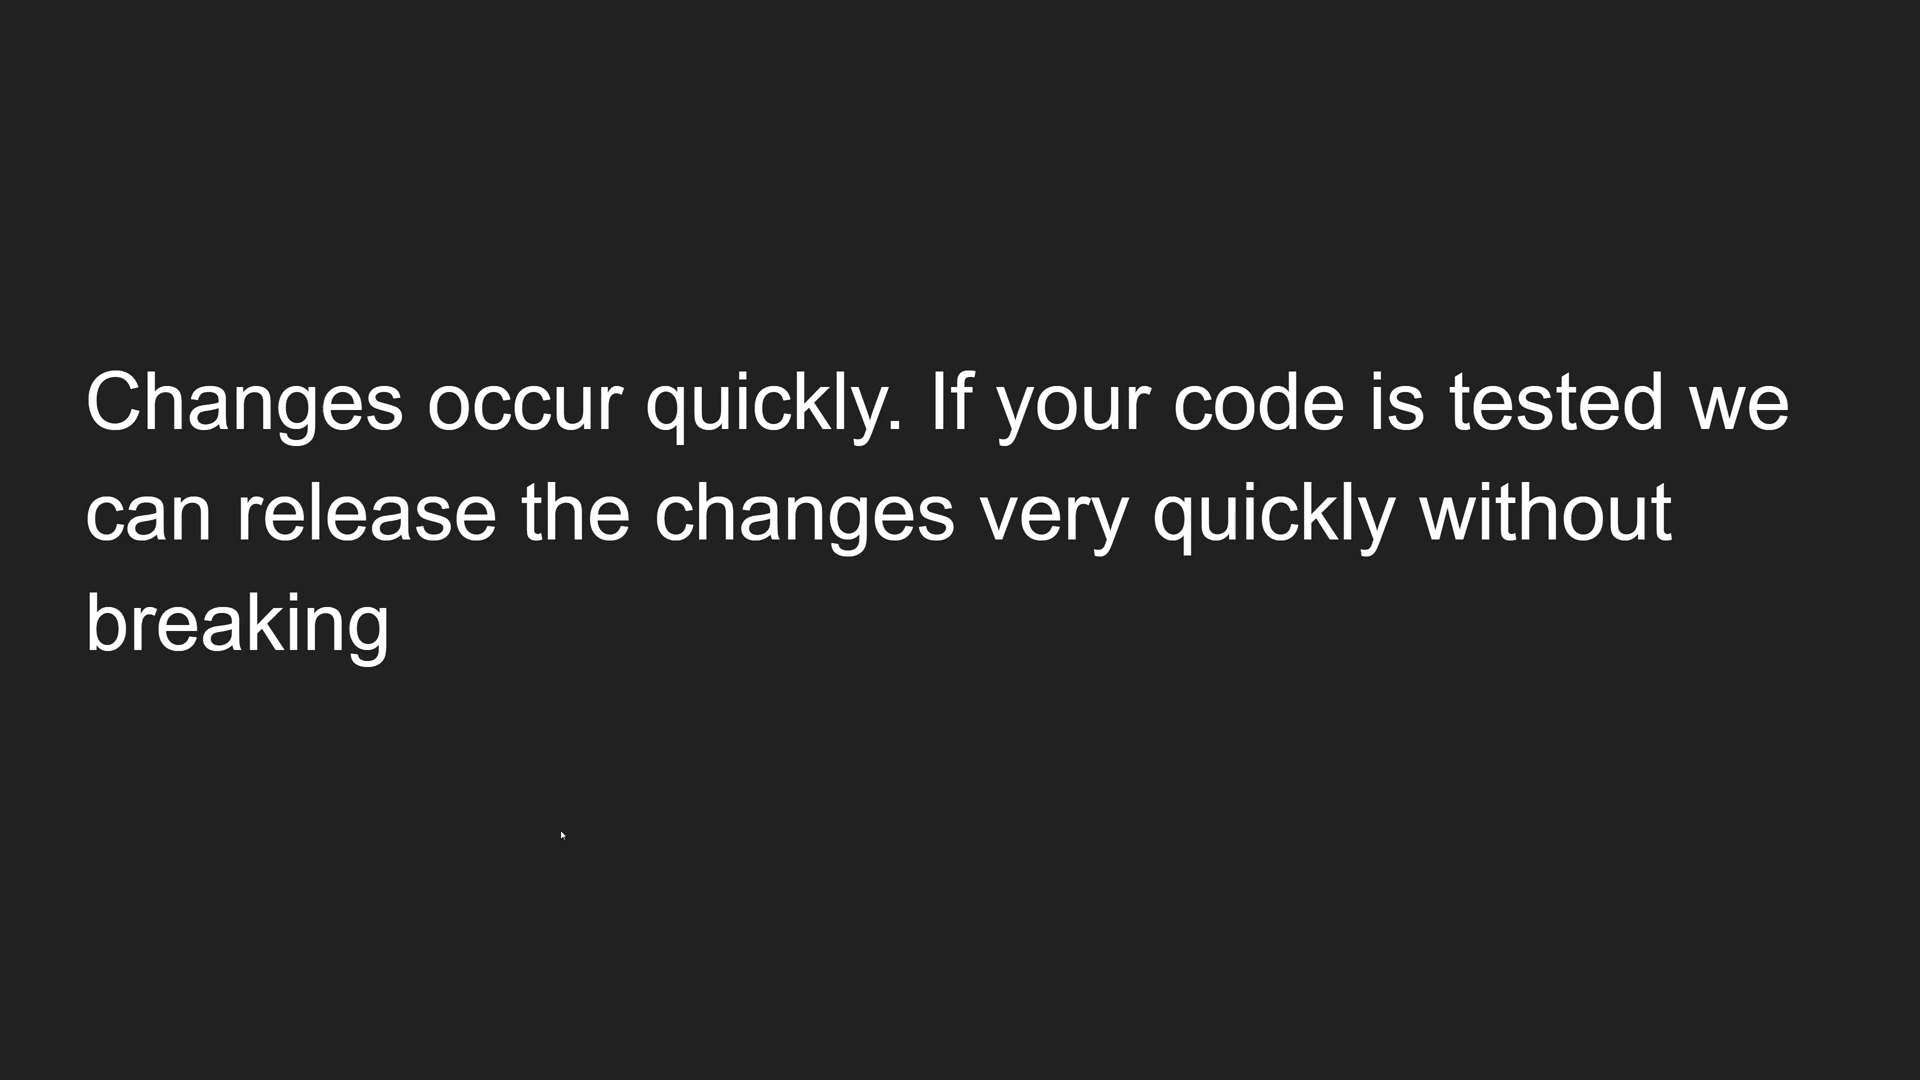 Changes occur quickly. If your code is tested we
can release the changes very quickly without
breaking